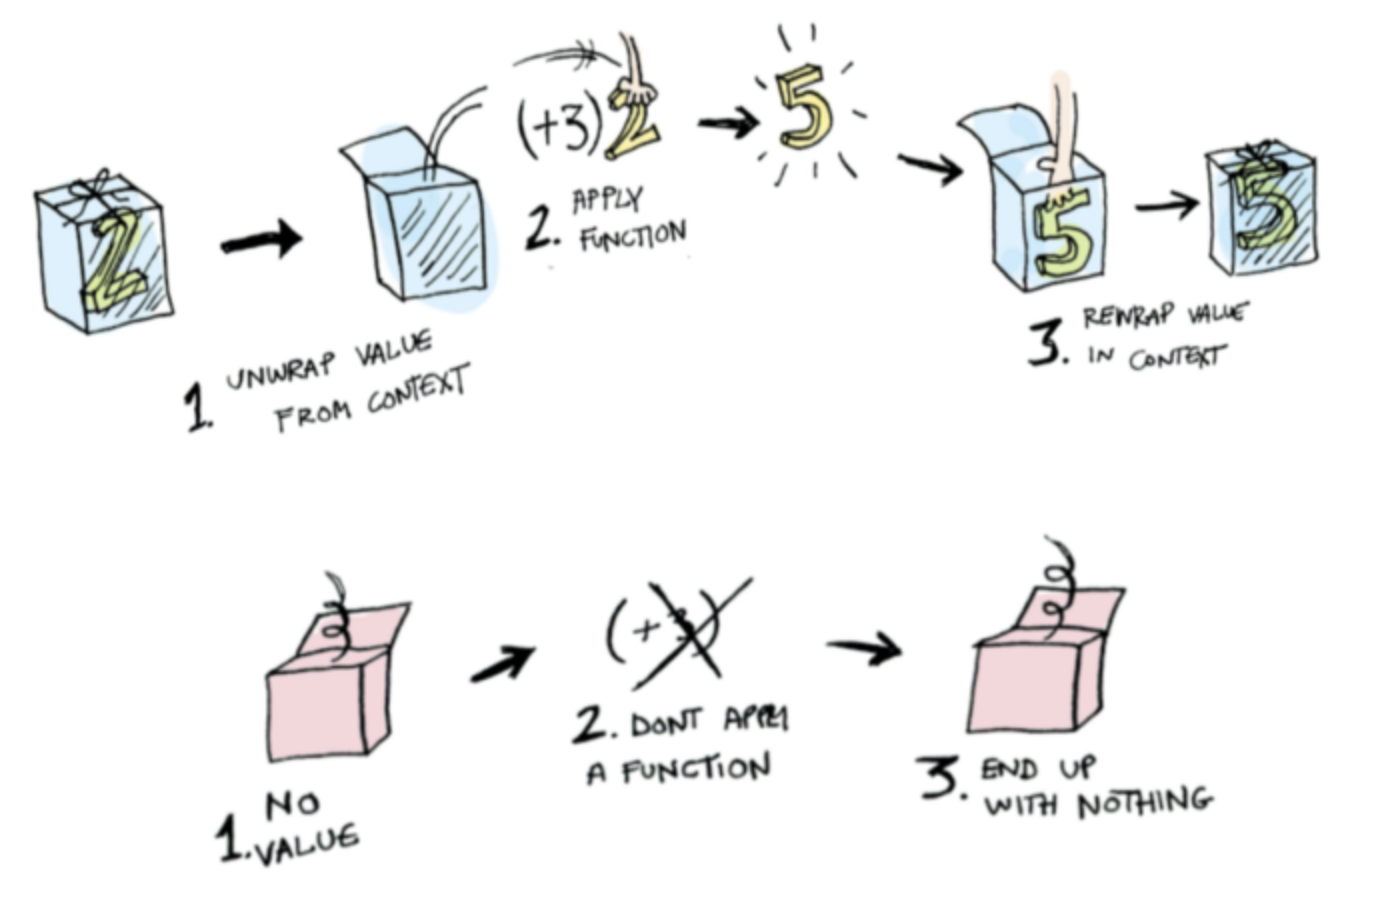 2
1. UNWRAP VALUE
FROM CONTEXT
(+3) 2
2. APPLY
FUNCTION
5
5
3. REWRAP VALUE
IN CONTEXT
5
1. NO
VALUE
(+3)
2. DONT APPLY
A FUNCTION
3. END UP
WITH NOTHING